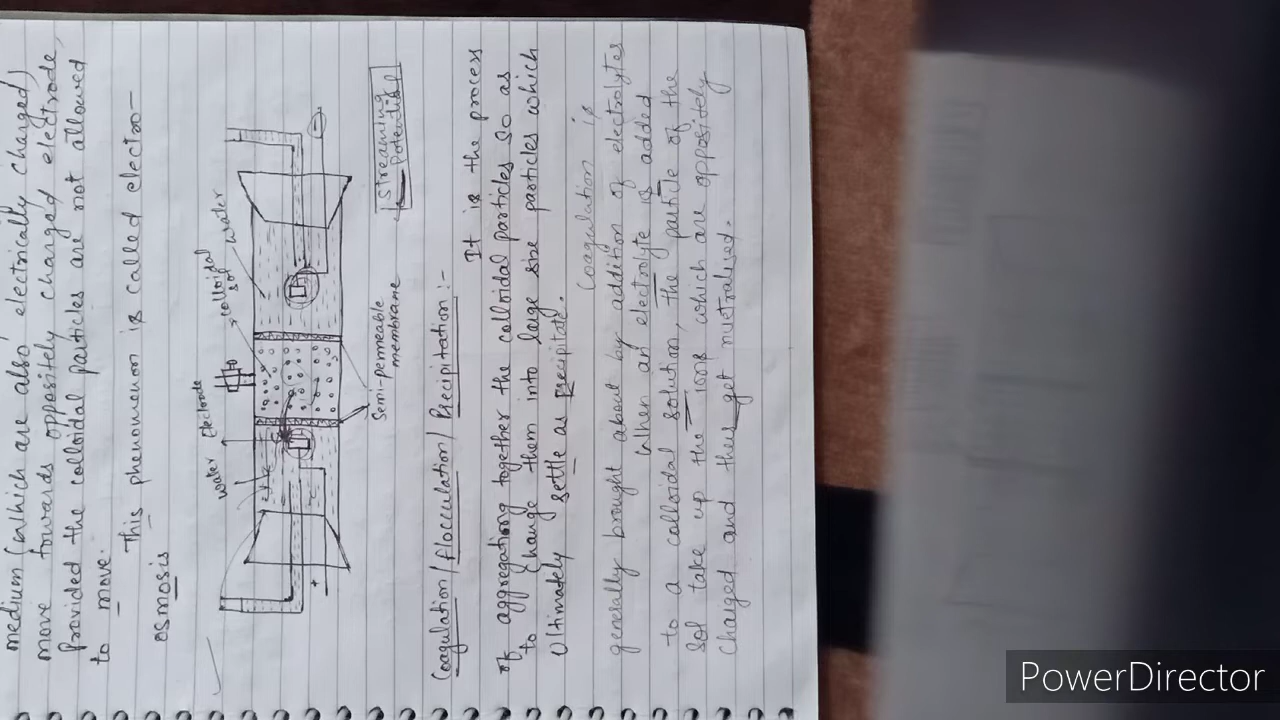 medium (which are also electrically charged)
move towards oppositely charged electrode,
Provided the colloidal particles are not allowed
to move.
This phenomenon is called electro-
osmosis
water
Electrode
colloidal
sol
water
+
Semi-permeable
membrane
Streaming
potential
Coagulation/flocculation/Precipitation:-
It is the process
of aggregating together the colloidal particles so as
to change them into large size particles which
Ultimately settle as precipitate.
Coagulation is
generally brought about by addition of electrolytes
When an electrolyte is added
to a colloidal solution, the particle of the
sol take up the ions which are oppositely
charged and thus get nuetralised.
PowerDirector